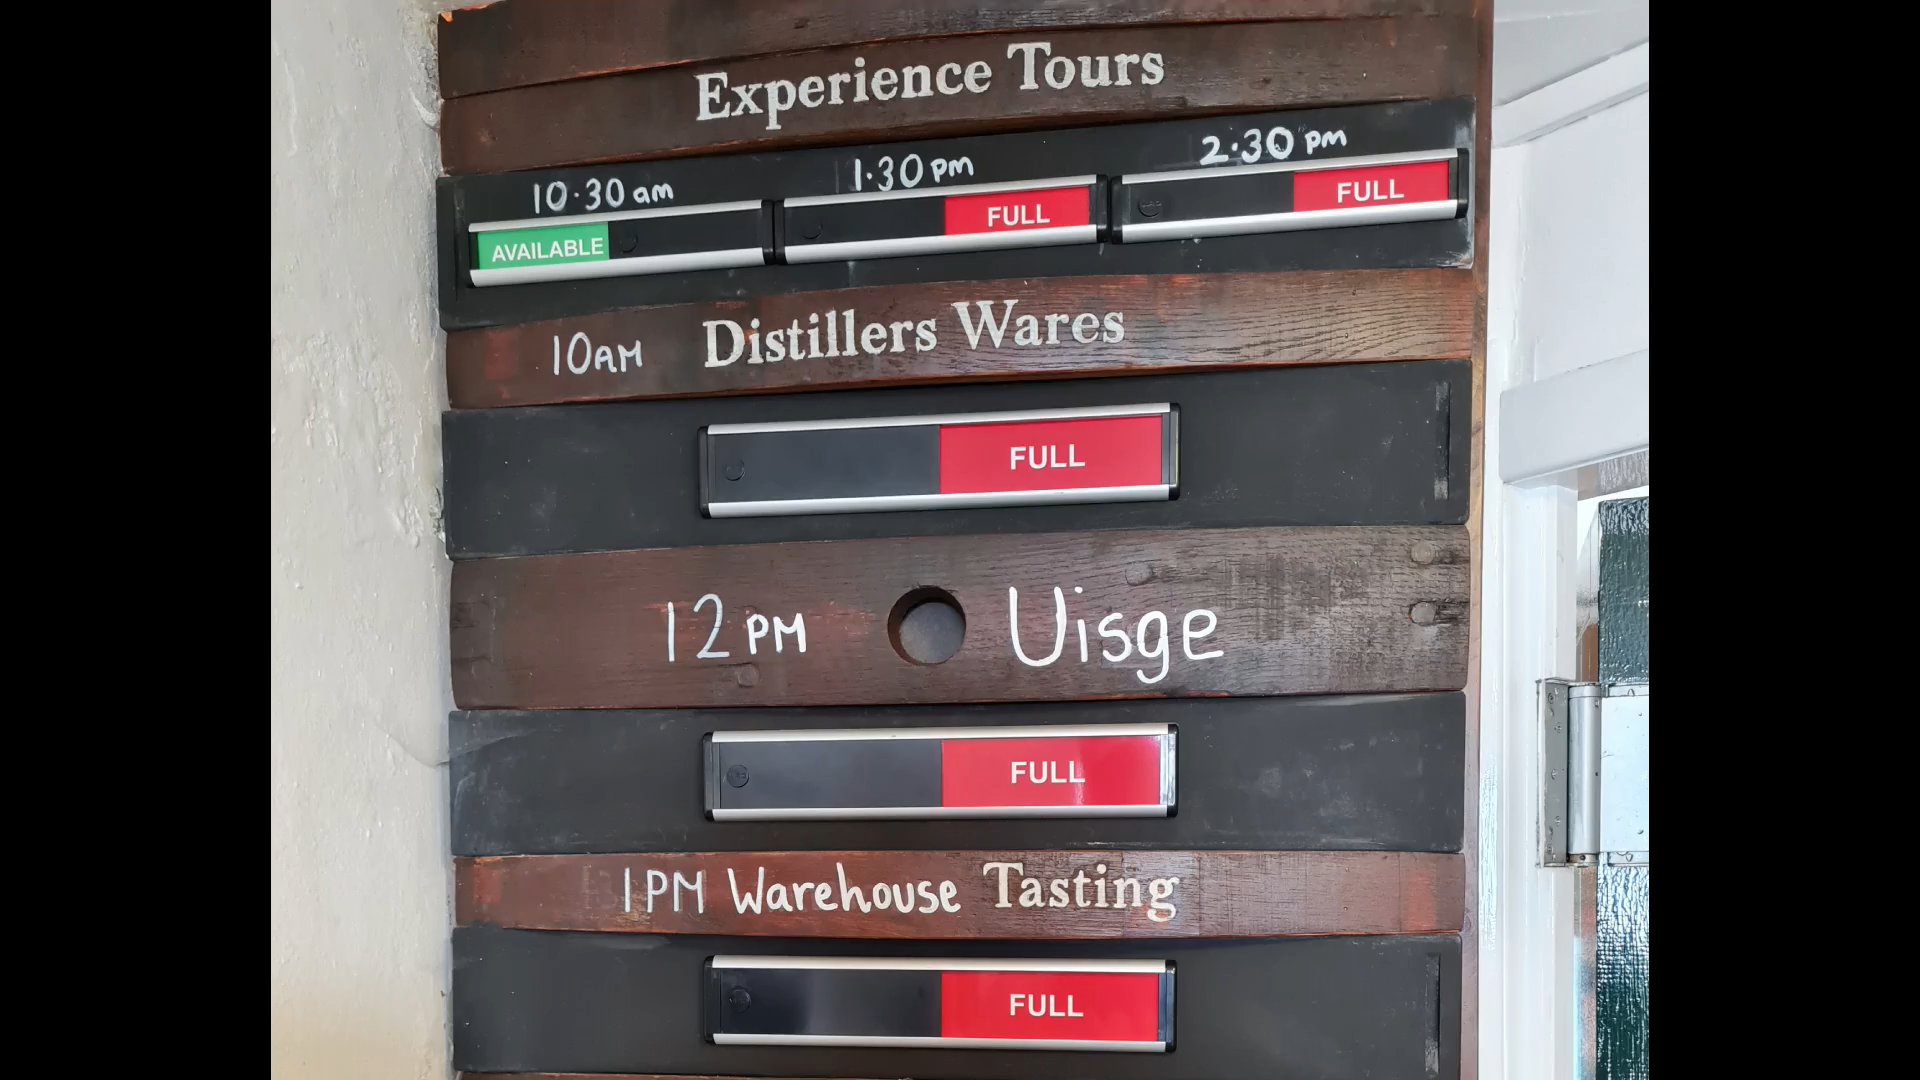 Experience Tours
10·30 am 1·30 pm 2·30 pm
AVAILABLE FULL FULL
10AM Distillers Wares
FULL
12 PM Uisge
FULL
1PM Warehouse Tasting
FULL